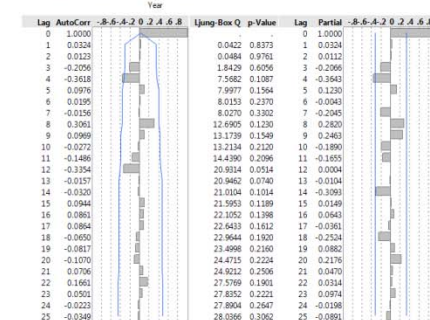 Year
Lag AutoCorr -.8-.6-.4-.2 0 .2 .4 .6 .8 Ljung-Box Q p-Value Lag Partial -.8-.6-.4-.2 0 .2 .4 .6 .8
0 1.0000 . . 0 1.0000
1 0.0324 0.0422 0.8373 1 0.0324
2 0.0123 0.0484 0.9761 2 0.0112
3 -0.2056 1.8429 0.6056 3 -0.2066
4 -0.3618 7.5682 0.1087 4 -0.3643
5 0.0976 7.9977 0.1564 5 0.1230
6 0.0195 8.0153 0.2370 6 -0.0043
7 -0.0156 8.0270 0.3302 7 -0.2045
8 0.3061 12.6905 0.1230 8 0.2820
9 0.0969 13.1739 0.1549 9 0.2463
10 -0.0272 13.2134 0.2120 10 -0.1890
11 -0.1486 14.4390 0.2096 11 -0.1655
12 -0.3354 20.9314 0.0514 12 0.0004
13 -0.0157 20.9462 0.0740 13 -0.0104
14 -0.0320 21.0104 0.1014 14 -0.3093
15 0.0944 21.5953 0.1189 15 0.0149
16 0.0861 22.1052 0.1398 16 0.0643
17 0.0864 22.6433 0.1612 17 -0.0361
18 -0.0650 22.9644 0.1920 18 -0.2524
19 -0.0817 23.4998 0.2160 19 0.0882
20 -0.1070 24.4715 0.2224 20 0.2176
21 0.0706 24.9212 0.2506 21 0.0470
22 0.1661 27.5769 0.1901 22 0.0314
23 0.0501 27.8352 0.2221 23 0.0974
24 -0.0223 27.8904 0.2647 24 -0.0198
25 -0.0349 28.0366 0.3062 25 -0.0891